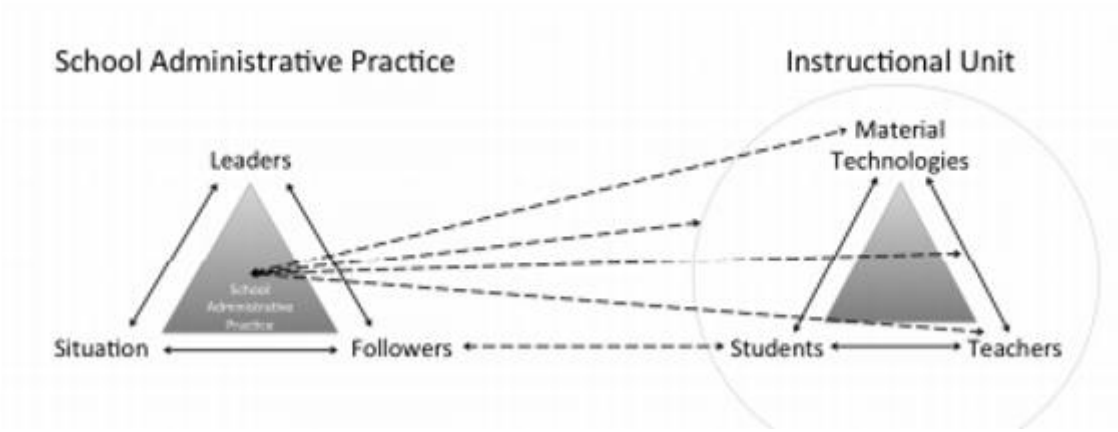 School Administrative Practice
Instructional Unit
Material
Technologies
Leaders
School
Administrative
Practice
Situation
Followers
Students
Teachers